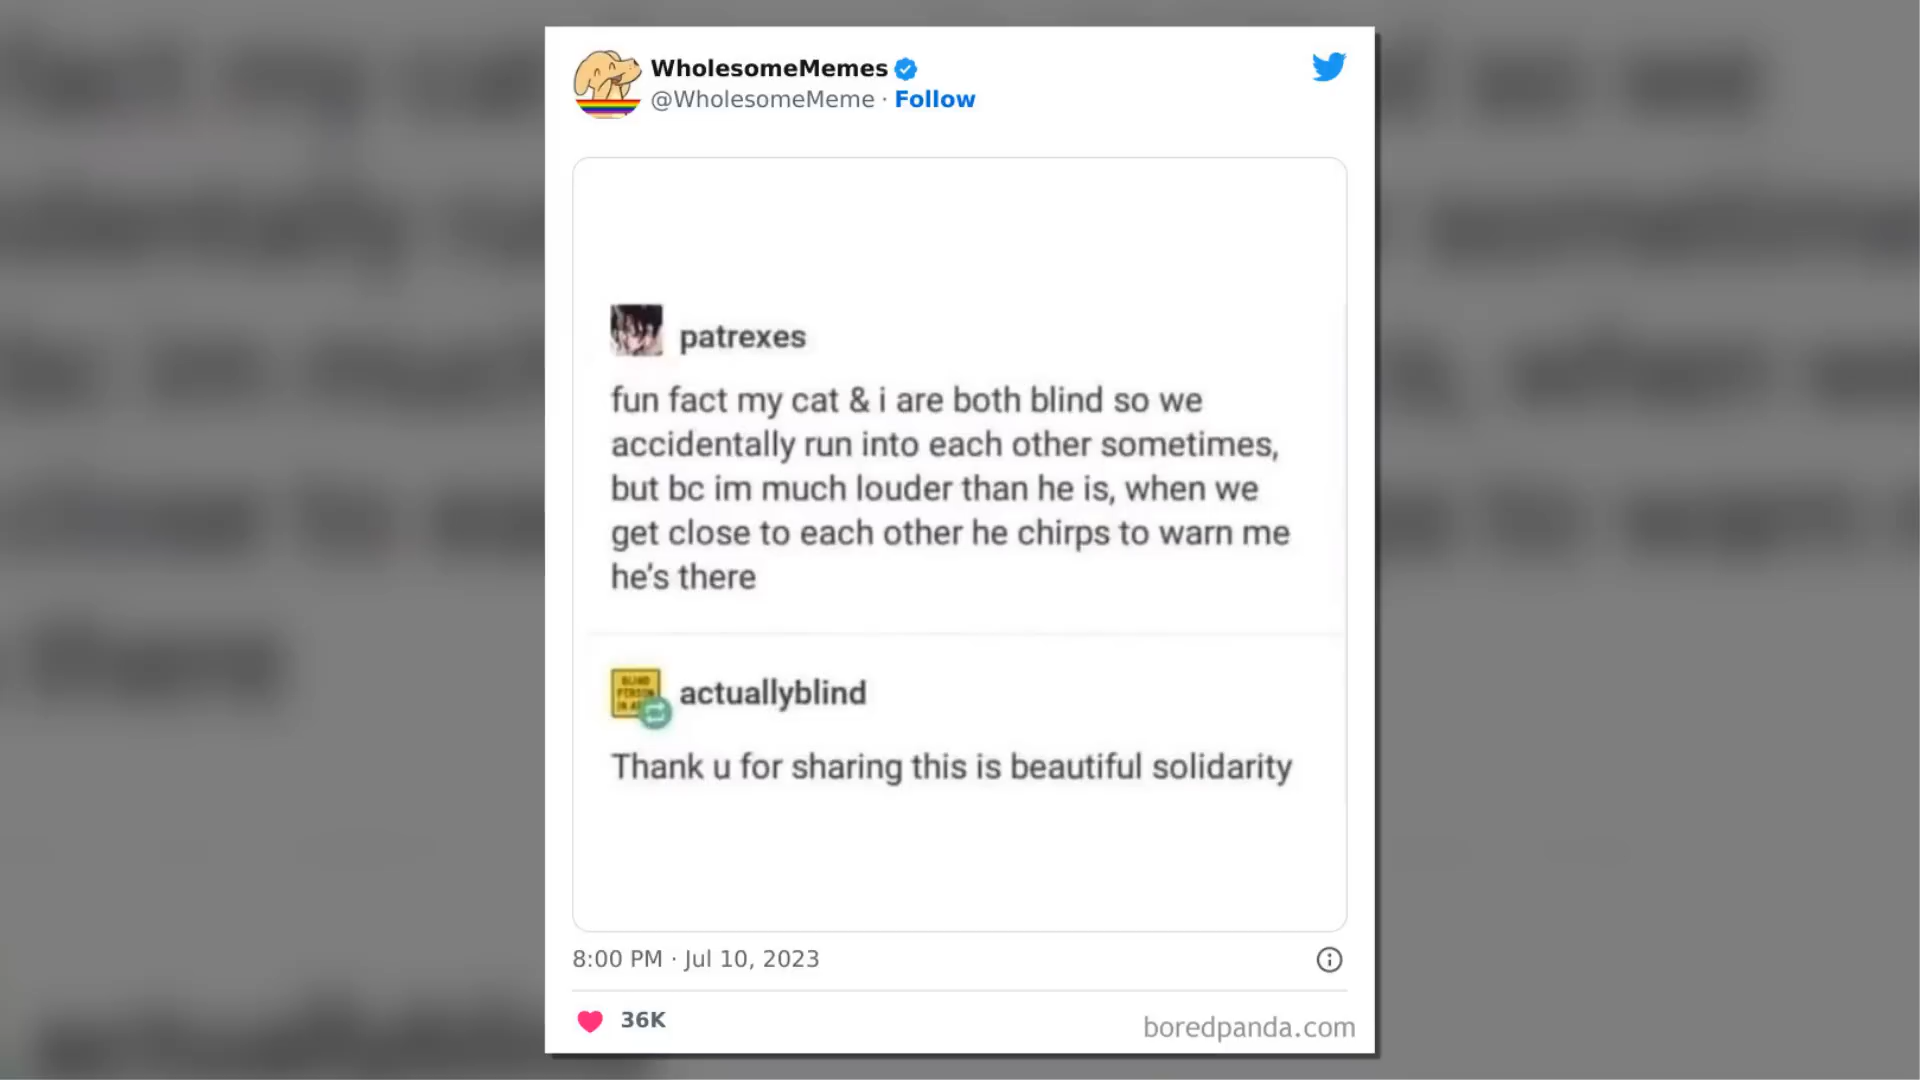 WholesomeMemes
@WholesomeMeme · Follow
patrexes
fun fact my cat & i are both blind so we
accidentally run into each other sometimes,
but bc im much louder than he is, when we
get close to each other he chirps to warn me
he's there
BLIND
PERSON
actuallyblind
Thank u for sharing this is beautiful solidarity
8:00 PM · Jul 10, 2023
36K
boredpanda.com